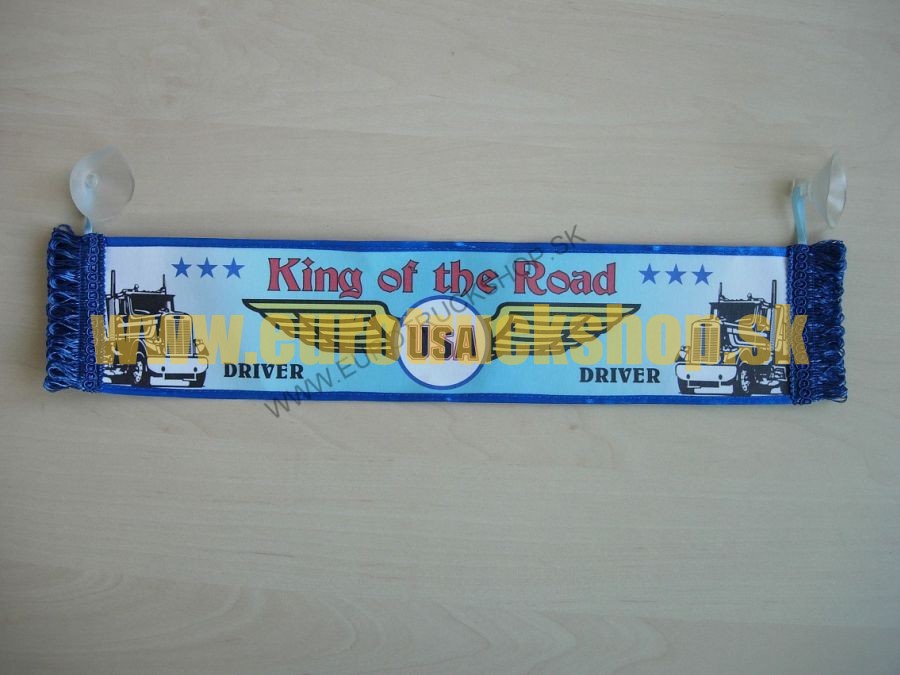 King of the Road
USA
DRIVER
DRIVER
www.eurotruckshop.sk
WWW.EUROTRUCKSHOP.SK